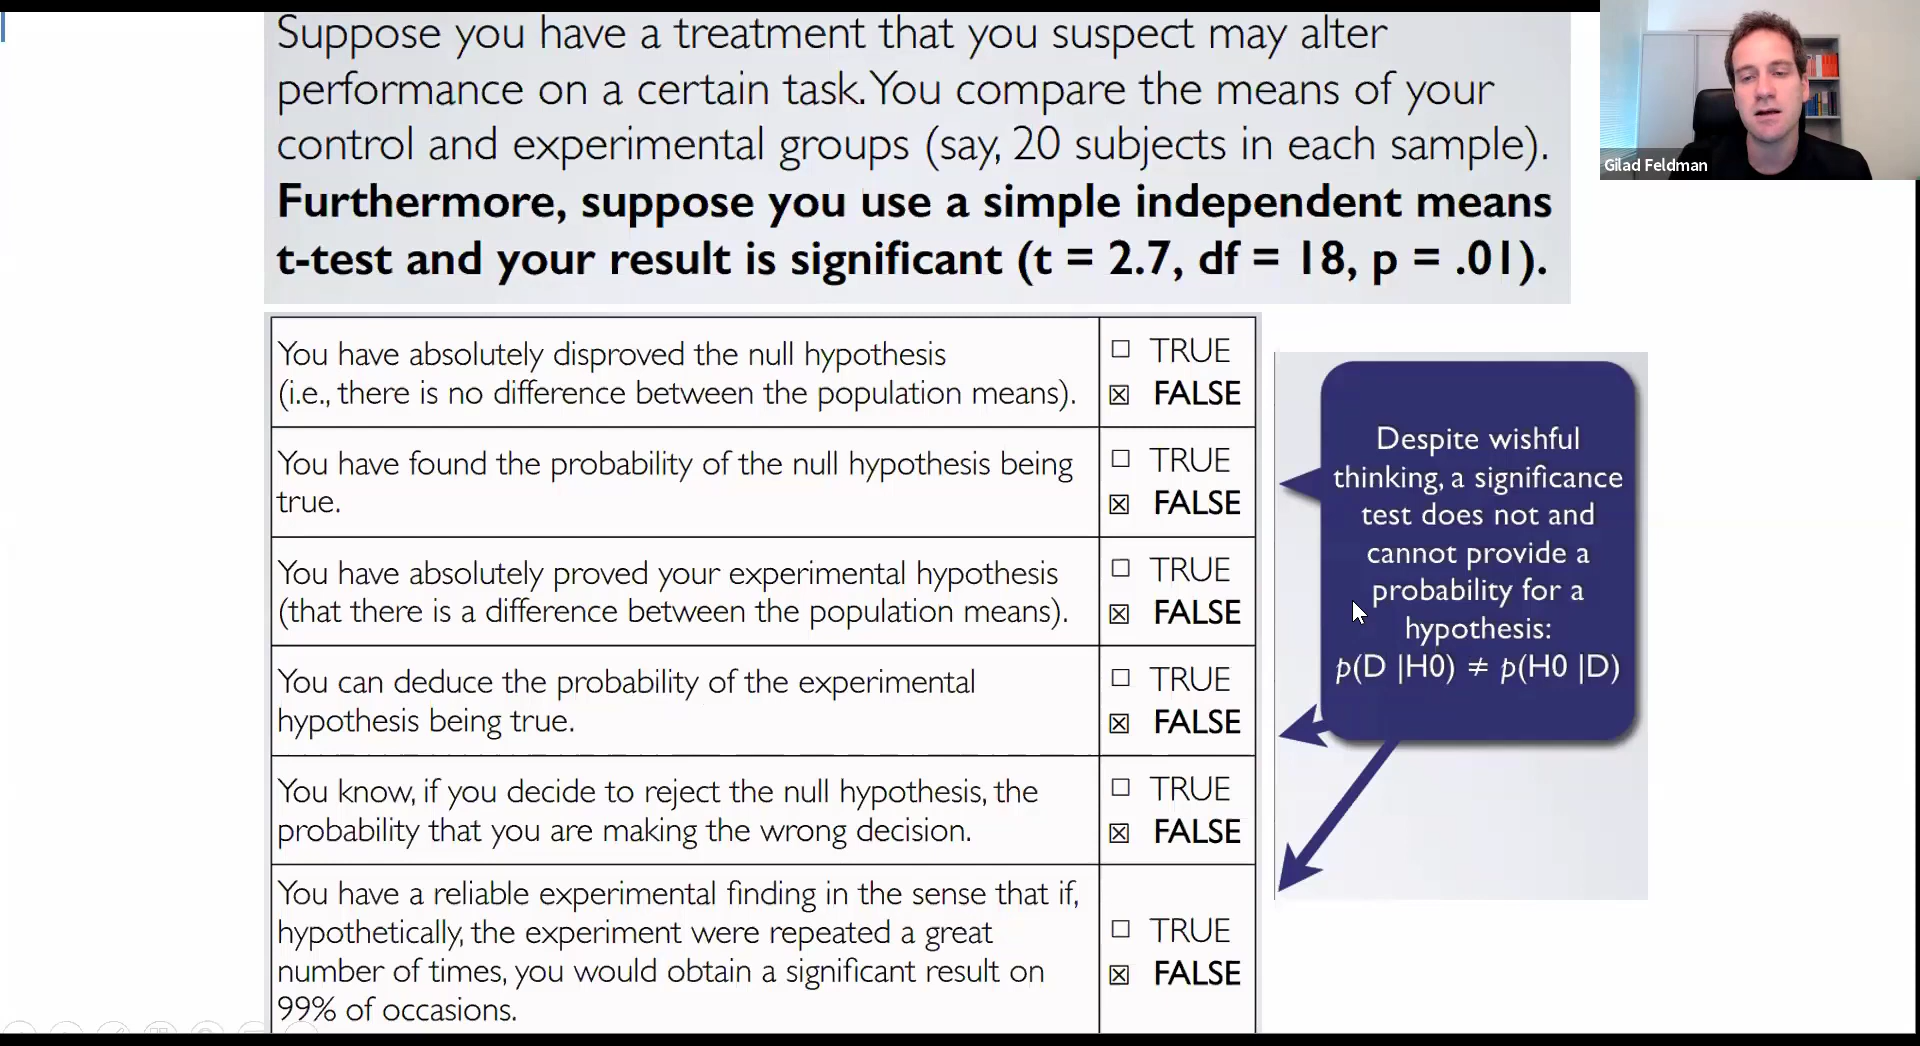 Suppose you have a treatment that you suspect may alter
performance on a certain task. You compare the means of your
control and experimental groups (say, 20 subjects in each sample).
Furthermore, suppose you use a simple independent means
t-test and your result is significant (t = 2.7, df = 18, p = .01).
Gilad Feldman
You have absolutely disproved the null hypothesis
(i.e., there is no difference between the population means).
☐ TRUE
☒ FALSE
You have found the probability of the null hypothesis being
true.
☐ TRUE
☒ FALSE
You have absolutely proved your experimental hypothesis
(that there is a difference between the population means).
☐ TRUE
☒ FALSE
You can deduce the probability of the experimental
hypothesis being true.
☐ TRUE
☒ FALSE
You know, if you decide to reject the null hypothesis, the
probability that you are making the wrong decision.
☐ TRUE
☒ FALSE
You have a reliable experimental finding in the sense that if,
hypothetically, the experiment were repeated a great
number of times, you would obtain a significant result on
99% of occasions.
☐ TRUE
☒ FALSE
Despite wishful
thinking, a significance
test does not and
cannot provide a
probability for a
hypothesis:
p(D |H0) ≠ p(H0 |D)